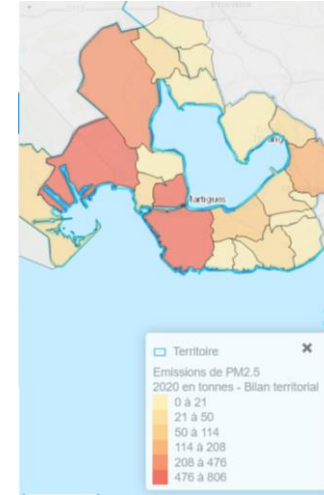 Martigues
Territoire ✖
Emissions de PM2.5
2020 en tonnes - Bilan territorial
0 à 21
21 à 50
50 à 114
114 à 208
208 à 476
476 à 806